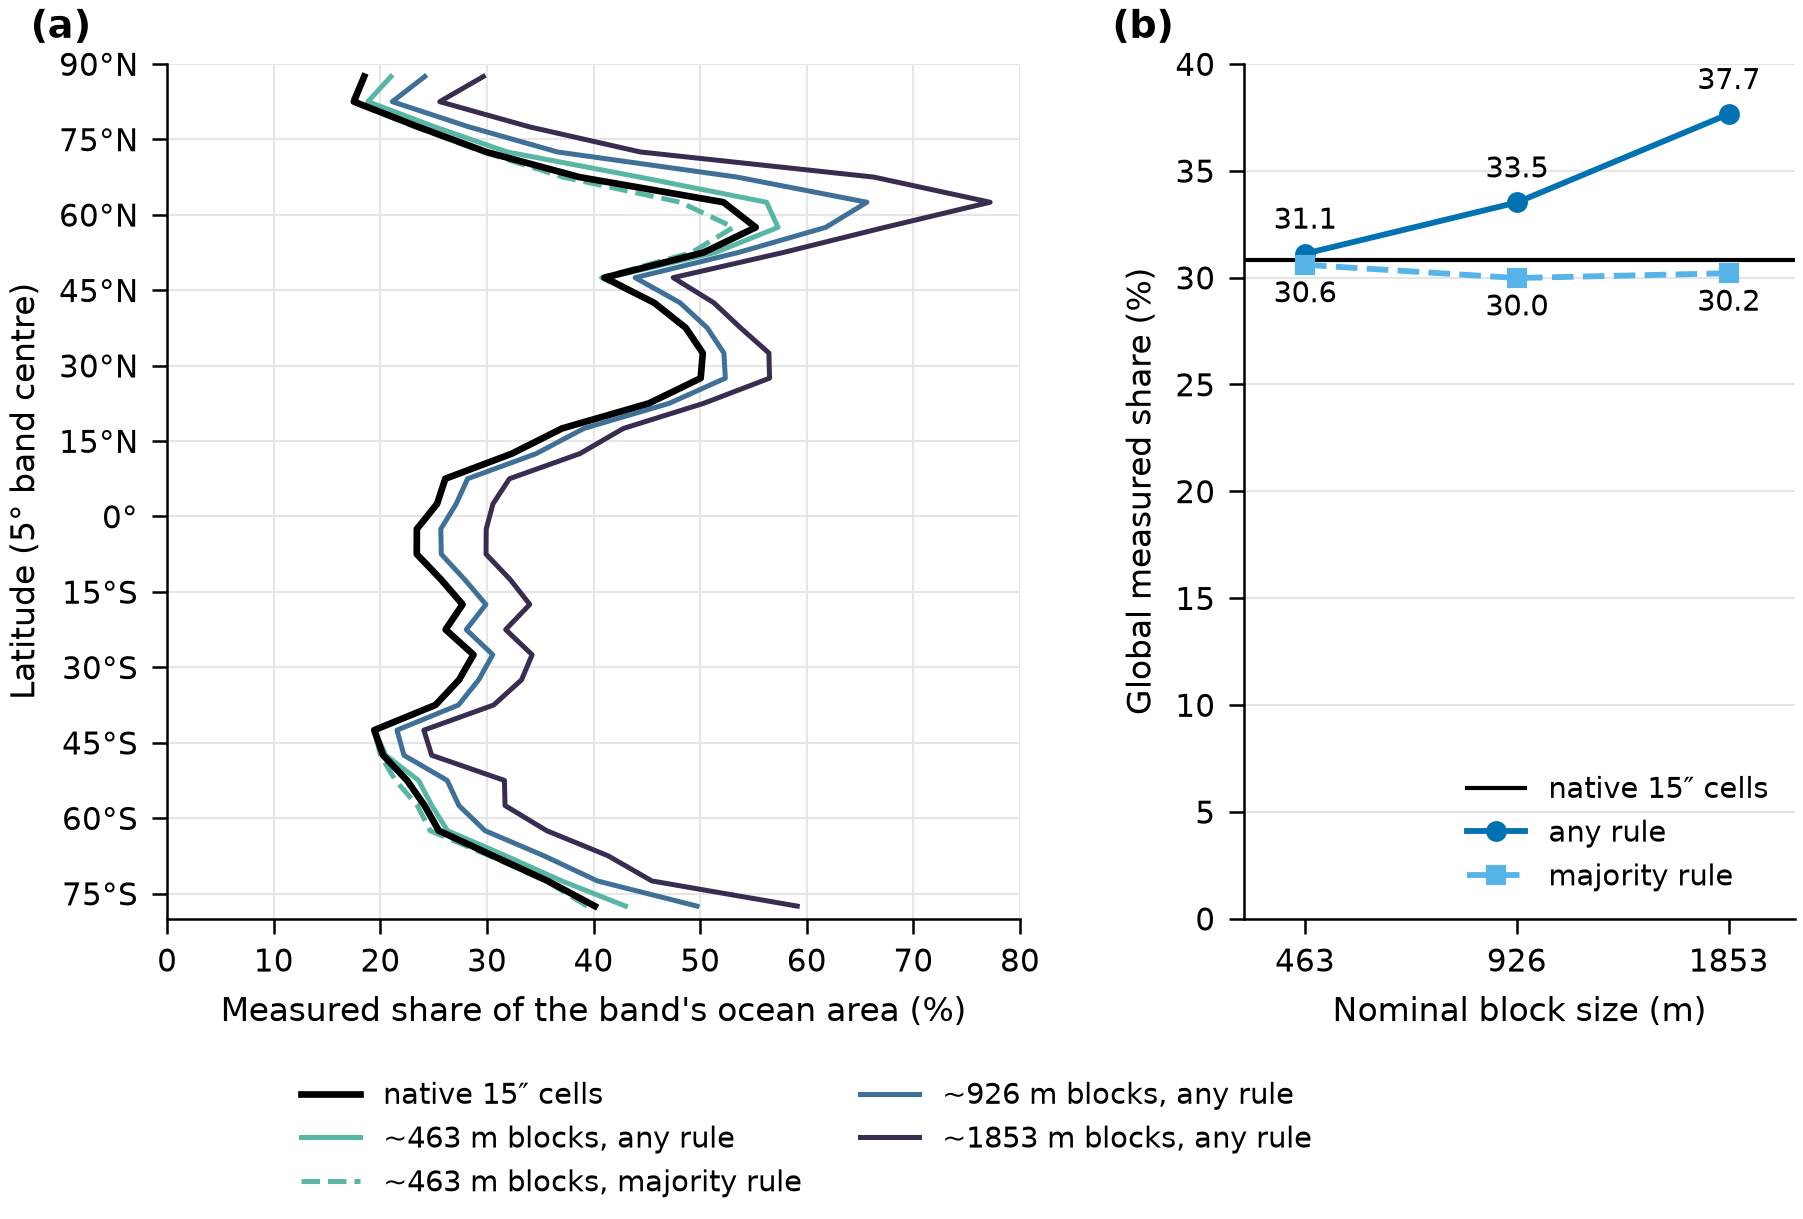 (a)
90°N
75°N
60°N
45°N
30°N
15°N
0°
15°S
30°S
45°S
60°S
75°S
Latitude (5° band centre)
0 10 20 30 40 50 60 70 80
Measured share of the band's ocean area (%)
(b)
40
35
30
25
20
15
10
5
0
Global measured share (%)
37.7
33.5
31.1
30.6
30.0
30.2
native 15″ cells
any rule
majority rule
463 926 1853
Nominal block size (m)
native 15″ cells
~463 m blocks, any rule
~463 m blocks, majority rule
~926 m blocks, any rule
~1853 m blocks, any rule